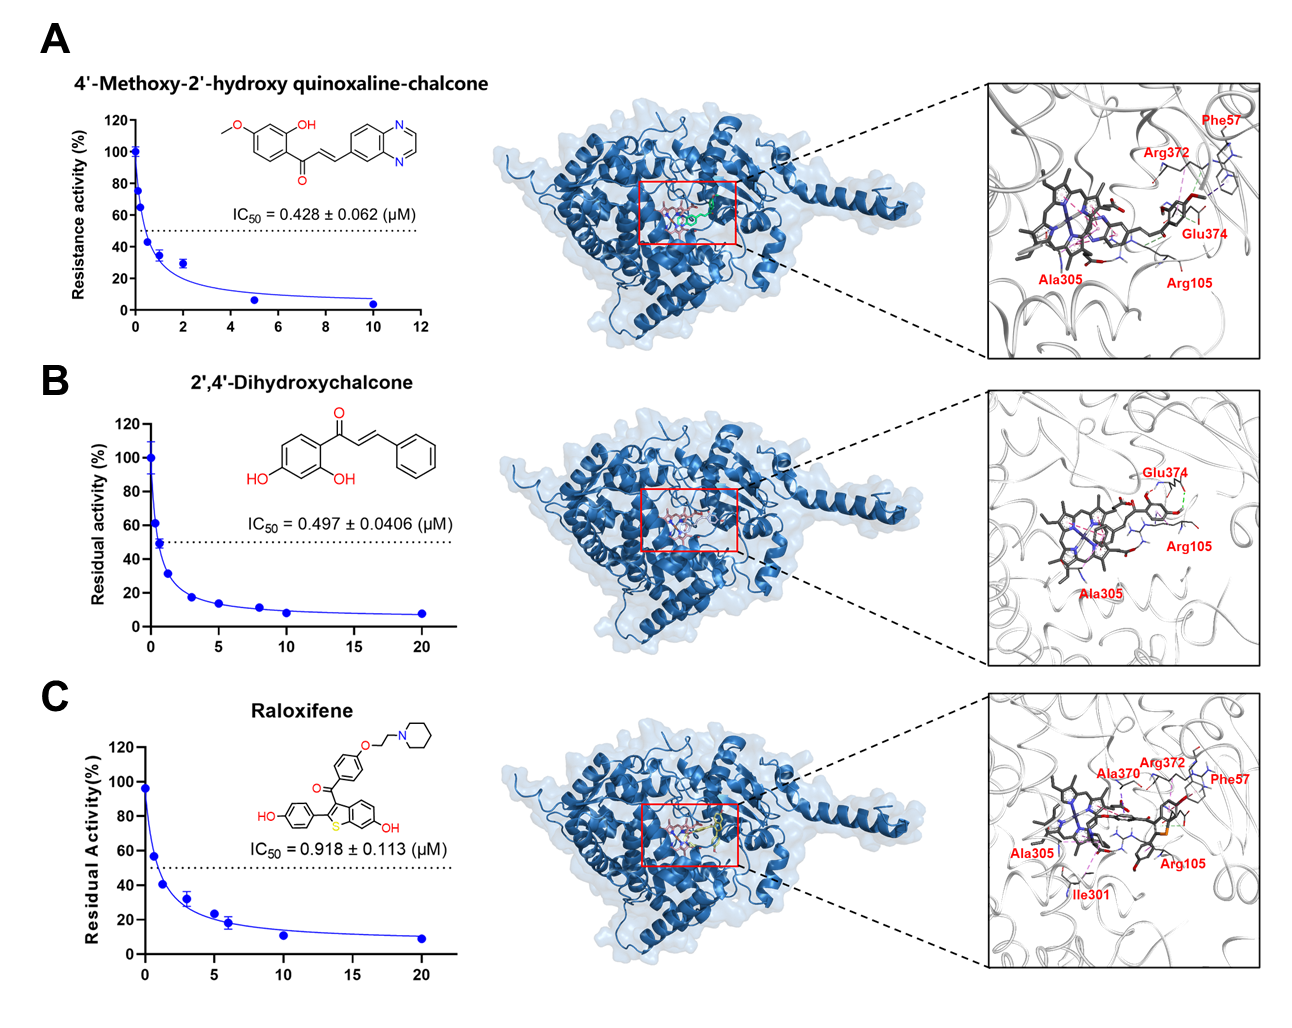 A
4'-Methoxy-2'-hydroxy quinoxaline-chalcone
Resistance activity (%)
120
100
80
60
40
20
0
0 2 4 6 8 10 12
O
OH
O
N
N
IC50 = 0.428 ± 0.062 (μM)
Phe57
Arg372
Glu374
Ala305
Arg105
B
2',4'-Dihydroxychalcone
Residual activity (%)
120
100
80
60
40
20
0
0 5 10 15 20
O
HO
OH
IC50 = 0.497 ± 0.0406 (μM)
Glu374
Arg105
Ala305
C
Raloxifene
Residual Activity(%)
120
100
80
60
40
20
0
0 5 10 15 20
N
O
O
HO
S
OH
IC50 = 0.918 ± 0.113 (μM)
Arg372
Ala370
Phe57
Ala305
Arg105
Ile301